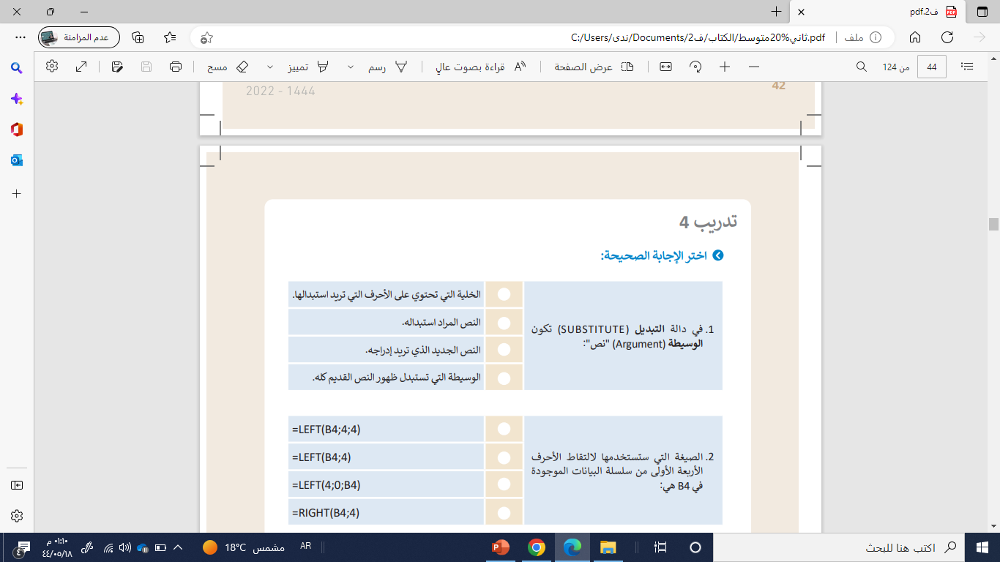 ف2.pdf
عدم المزامنة
ملف
C:/Users/ندى/Documents/ثاني%20متوسط/الكتاب/ف2.pdf
مسح
تمييز
رسم
قراءة بصوت عالٍ
عرض الصفحة
44
من 124
2022 - 1444
42
تدريب 4
اختر الإجابة الصحيحة:
1. في دالة التبديل (SUBSTITUTE) تكون
الوسيطة (Argument) "نص":
الخلية التي تحتوي على الأحرف التي تريد استبدالها.
النص المراد استبداله.
النص الجديد الذي تريد إدراجه.
الوسيطة التي تستبدل ظهور النص القديم كله.
2. الصيغة التي ستستخدمها لالتقاط الأحرف
الأربعة الأولى من سلسلة البيانات الموجودة
في B4 هي:
=LEFT(B4;4;4)
=LEFT(B4;4)
=LEFT(4;0;B4)
=RIGHT(B4;4)
اكتب هنا للبحث
مشمس 18°C
AR
٠١:١٠ م
٤٤/٠٥/١٨
٤